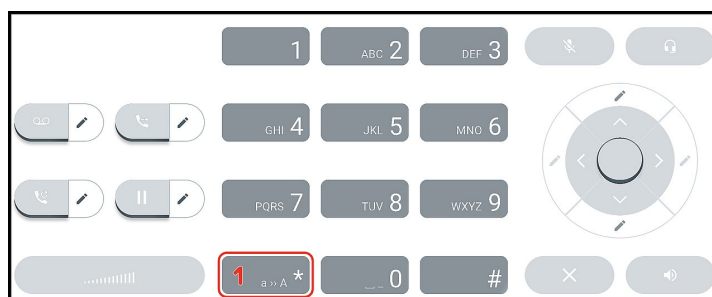 1
ABC 2
DEF 3
GHI 4
JKL 5
MNO 6
PQRS 7
TUV 8
WXYZ 9
1 a ›› A *
_ _ 0
#